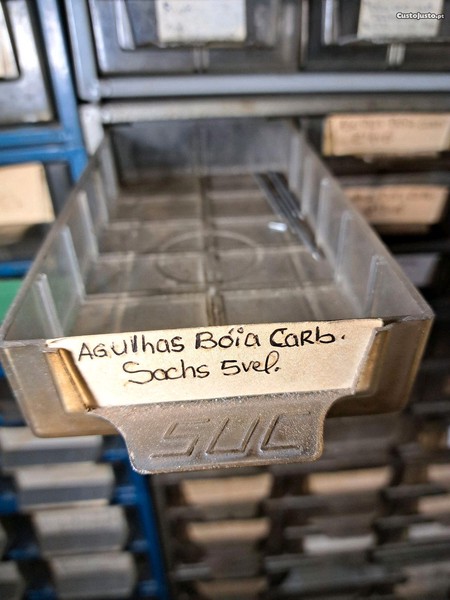 CustoJusto.pt
AGulhas Bóia CARb.
Sachs 5vel.
SUC